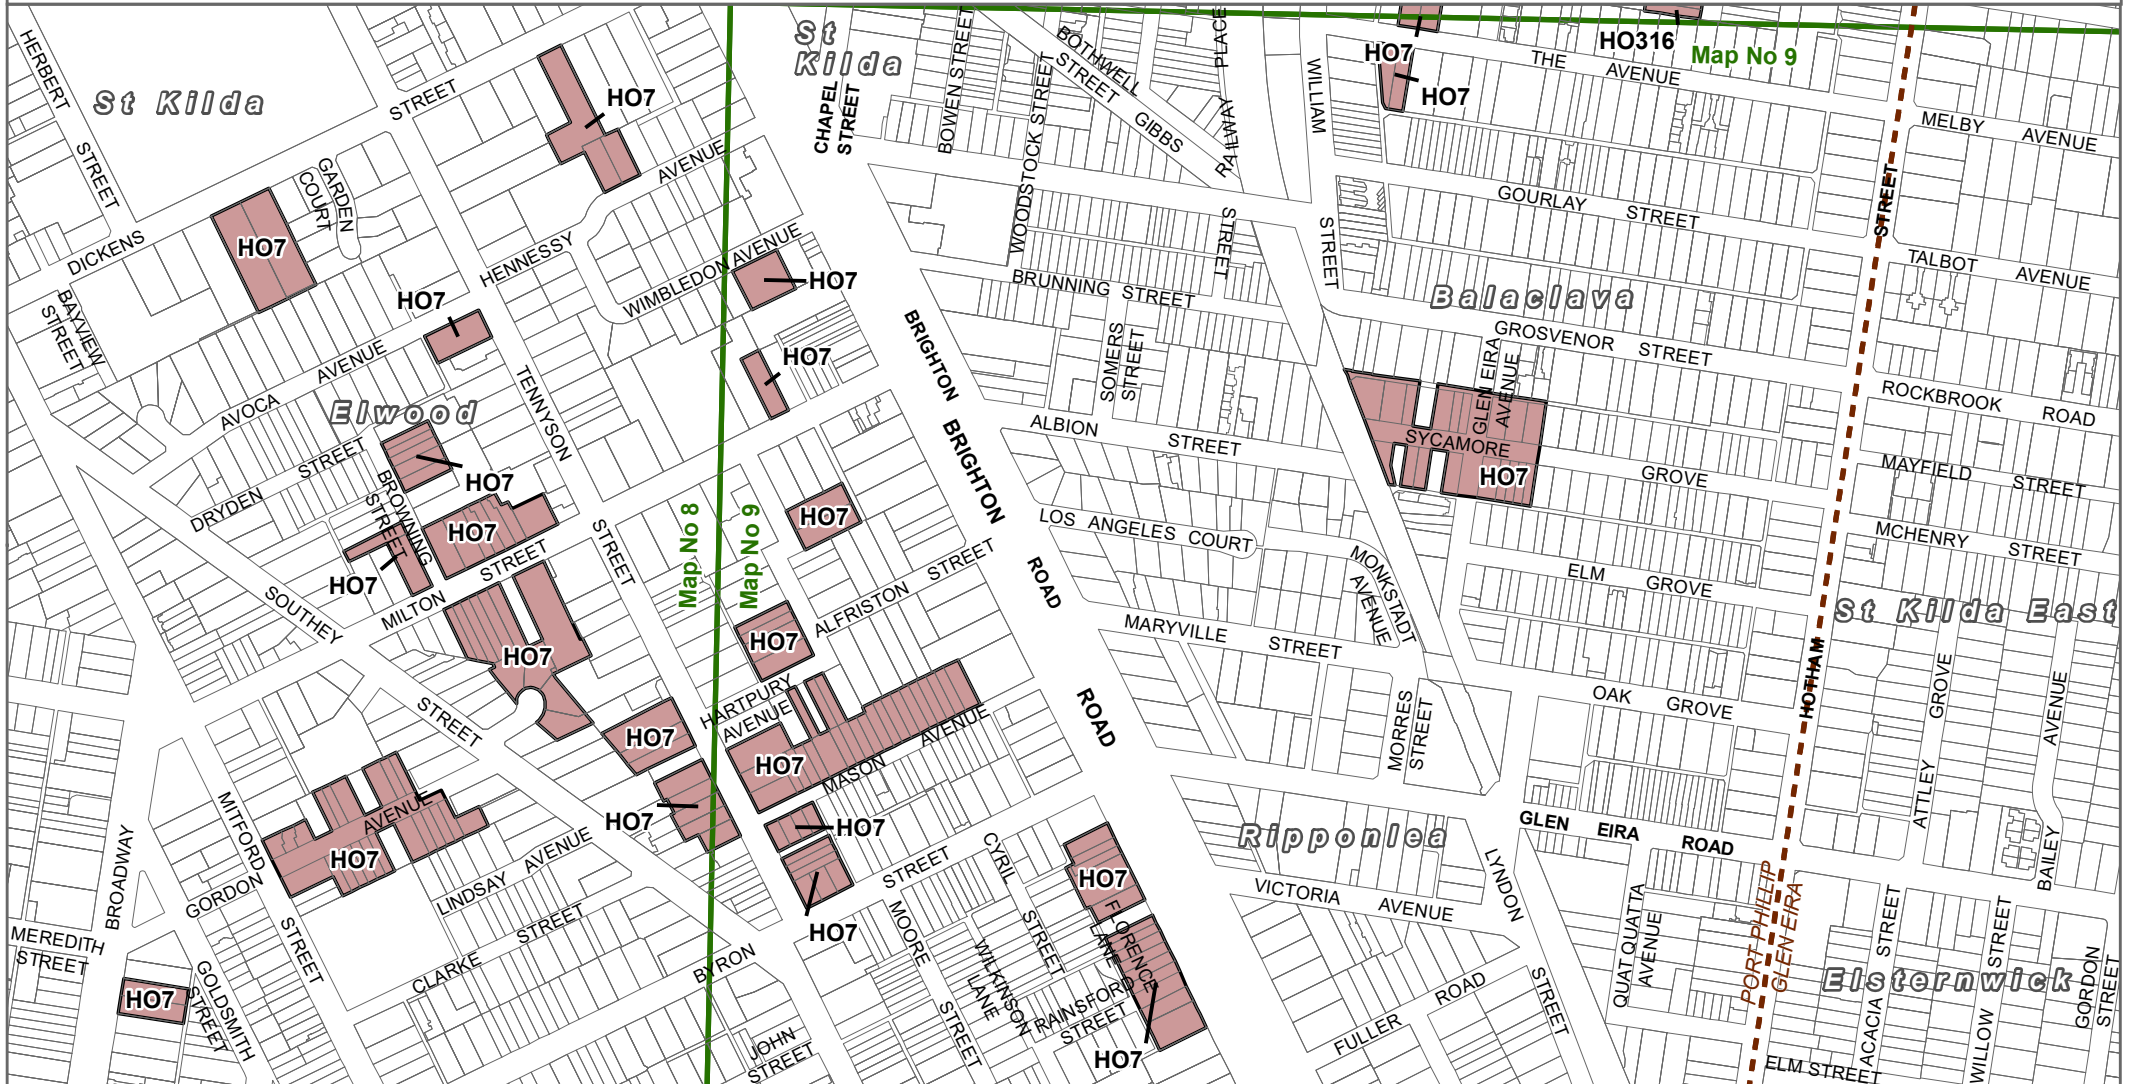 HERBERT
STREET
St Kilda
STREET
HO7
AVENUE
GARDEN
COURT
HO7
DICKENS
BAYVIEW
STREET
HENNESSY
WIMBLEDON AVENUE
HO7
HO7
AVENUE
AVOCA
TENNYSON
STREET
Elwood
HO7
HO7
STREET
DRYDEN
BROWNING
STREET
HO7
HO7
STREET
MILTON
SOUTHEY
STREET
HO7
HO7
HO7
AVENUE
HO7
MITFORD
STREET
GORDON
LINDSAY AVENUE
BROADWAY
MEREDITH
STREET
HO7
GOLDSMITH
STREET
CLARKE STREET
BYRON STREET
JOHN
STREET
Map No 8
Map No 9
St
Kilda
CHAPEL
STREET
BOWEN STREET
WOODSTOCK STREET
BOTHWELL
STREET
GIBBS
STREET
RAILWAY PLACE
WILLIAM
STREET
HO7
HO7
HO316
Map No 9
THE AVENUE
MELBY AVENUE
GOURLAY STREET
STREET
TALBOT AVENUE
BRUNNING STREET
Balaclava
GROSVENOR STREET
SOMERS
STREET
GLEN EIRA
AVENUE
ROCKBROOK ROAD
BRIGHTON
BRIGHTON
ROAD
ROAD
ALBION STREET
SYCAMORE
GROVE
HO7
MAYFIELD STREET
HO7
LOS ANGELES COURT
MONKSTADT
AVENUE
MCHENRY STREET
ELM GROVE
ALFRISTON STREET
HO7
St Kilda East
MARYVILLE STREET
HARTPURY
AVENUE
HO7
MASON AVENUE
MORRES
STREET
OAK GROVE
HOTHAM
ATTLEY GROVE
BAILEY AVENUE
HO7
HO7
CYRIL
STREET
MOORE
STREET
WILKINSON
LANE
RAINSFORD
STREET
HO7
FLORENCE
LANE
HO7
Ripponlea
GLEN EIRA ROAD
VICTORIA AVENUE
LYNDON
STREET
FULLER ROAD
QUAT QUATTA
AVENUE
PORT PHILLIP
GLEN EIRA
Elsternwick
ACACIA STREET
WILLOW STREET
GORDON
STREET
ELM STREET